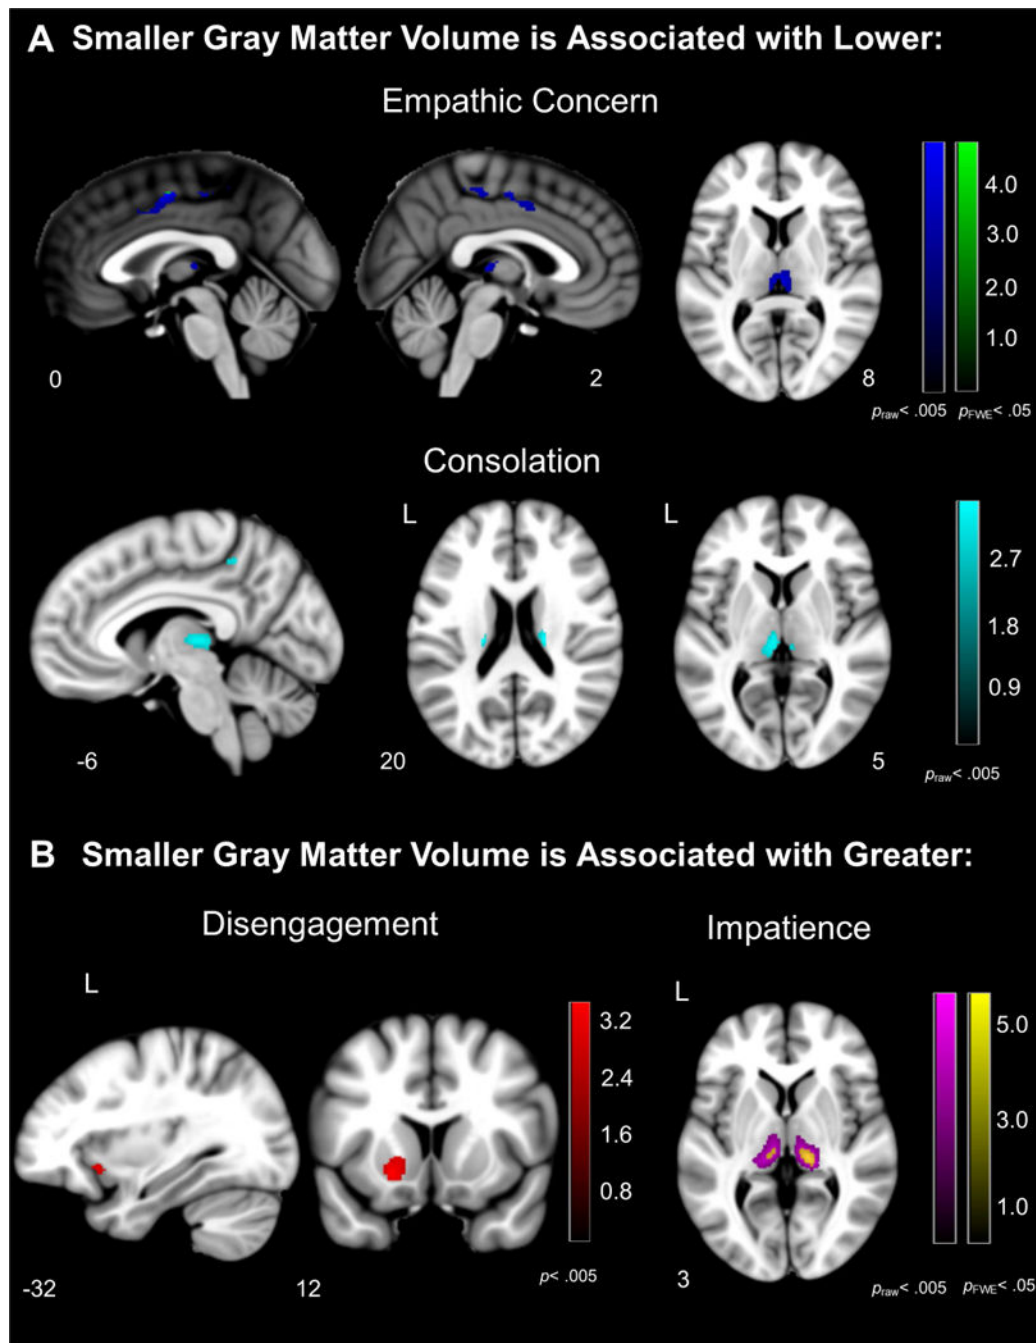 A Smaller Gray Matter Volume is Associated with Lower:
Empathic Concern
4.0
3.0
2.0
1.0
0
2
8
praw< .005 pFWE< .05
Consolation
L
L
2.7
1.8
0.9
-6
20
5
praw< .005
B Smaller Gray Matter Volume is Associated with Greater:
Disengagement
Impatience
L
L
3.2
2.4
1.6
0.8
5.0
3.0
1.0
-32
12
p< .005
3
praw< .005 pFWE< .05